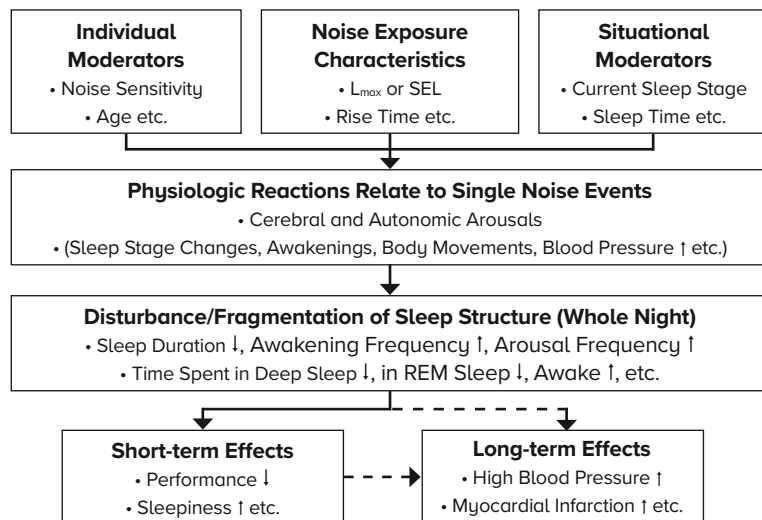 Individual
Moderators
• Noise Sensitivity
• Age etc.
Noise Exposure
Characteristics
• Lmax or SEL
• Rise Time etc.
Situational
Moderators
• Current Sleep Stage
• Sleep Time etc.
Physiologic Reactions Relate to Single Noise Events
• Cerebral and Autonomic Arousals
• (Sleep Stage Changes, Awakenings, Body Movements, Blood Pressure ↑ etc.)
Disturbance/Fragmentation of Sleep Structure (Whole Night)
• Sleep Duration ↓, Awakening Frequency ↑, Arousal Frequency ↑
• Time Spent in Deep Sleep ↓, in REM Sleep ↓, Awake ↑, etc.
Short-term Effects
• Performance ↓
• Sleepiness ↑ etc.
Long-term Effects
• High Blood Pressure ↑
• Myocardial Infarction ↑ etc.